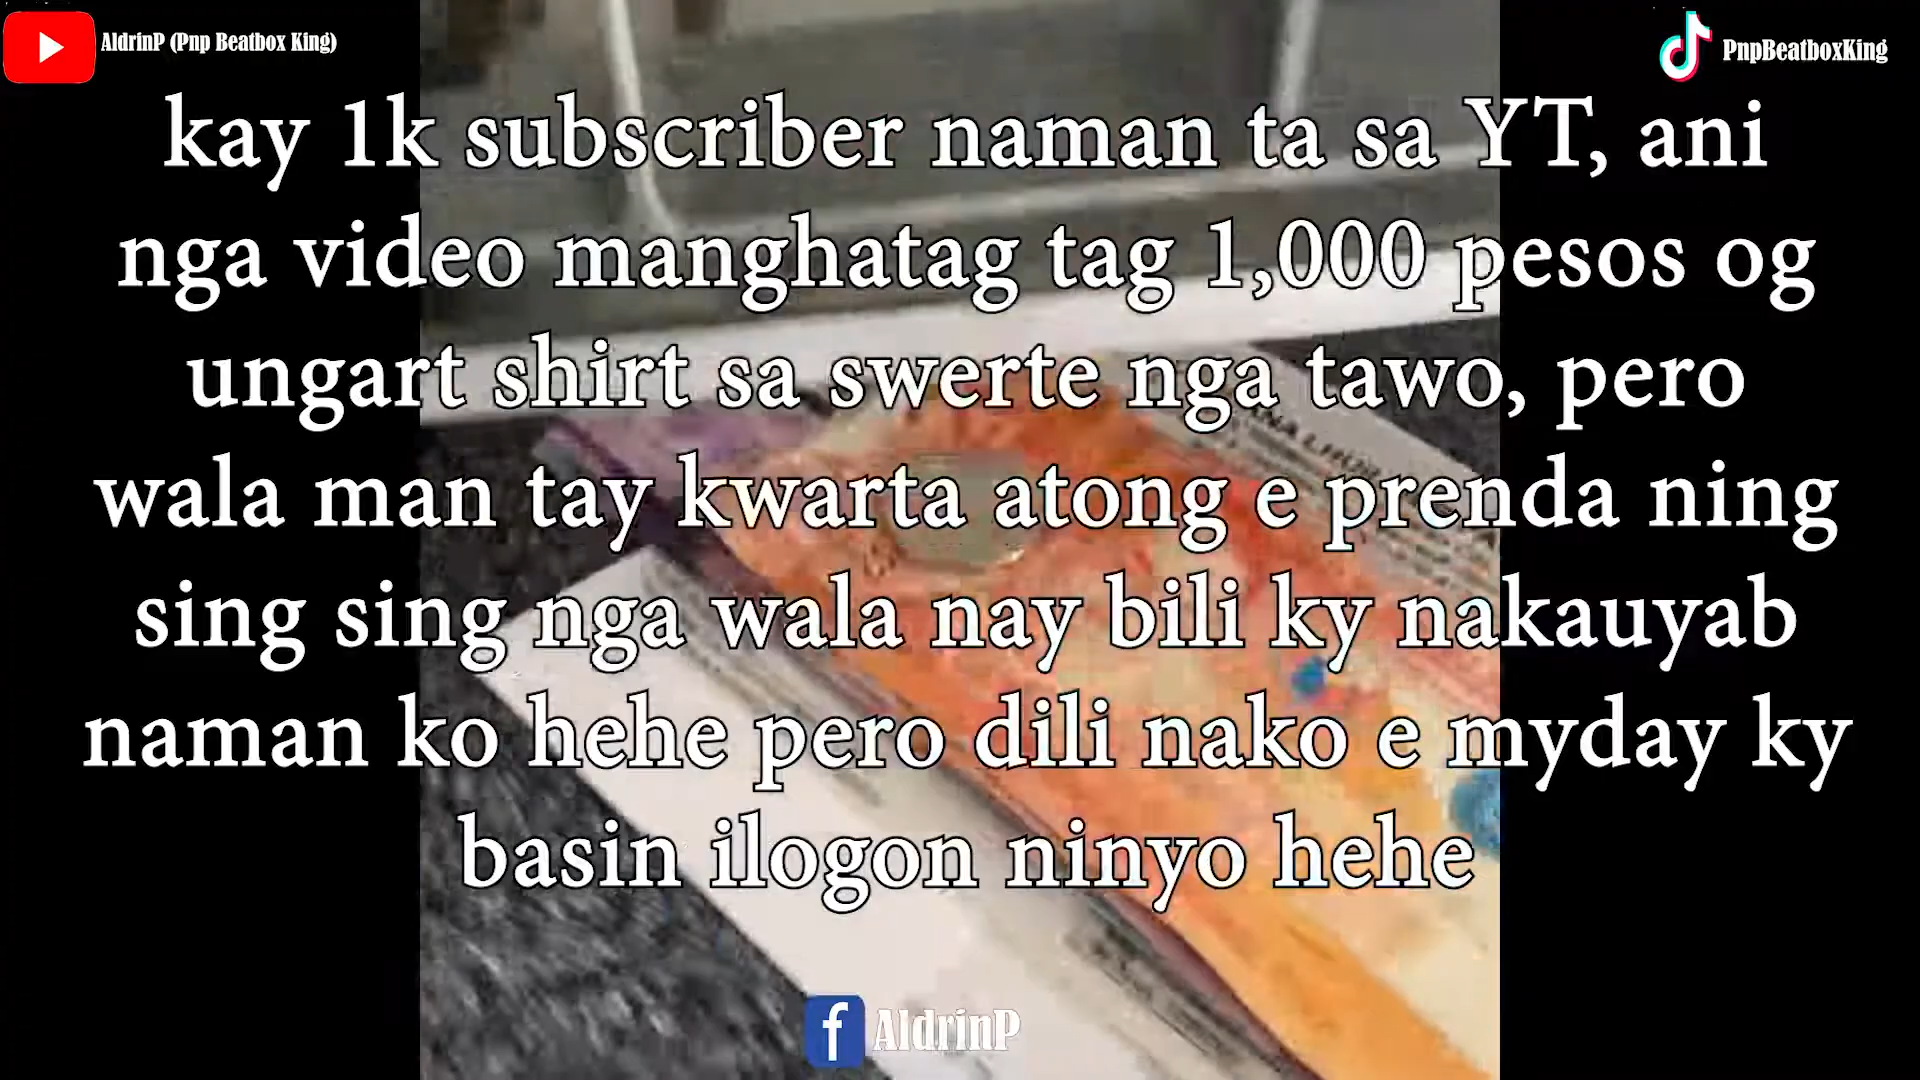 AldrinP (Pnp Beatbox King)
PnpBeatboxKing
kay 1k subscriber naman ta sa YT, ani
nga video manghatag tag 1,000 pesos og
ungart shirt sa swerte nga tawo, pero
wala man tay kwarta atong e prenda ning
sing sing nga wala nay bili ky nakauyab
naman ko hehe pero dili nako e myday ky
basin ilogon ninyo hehe
AldrinP